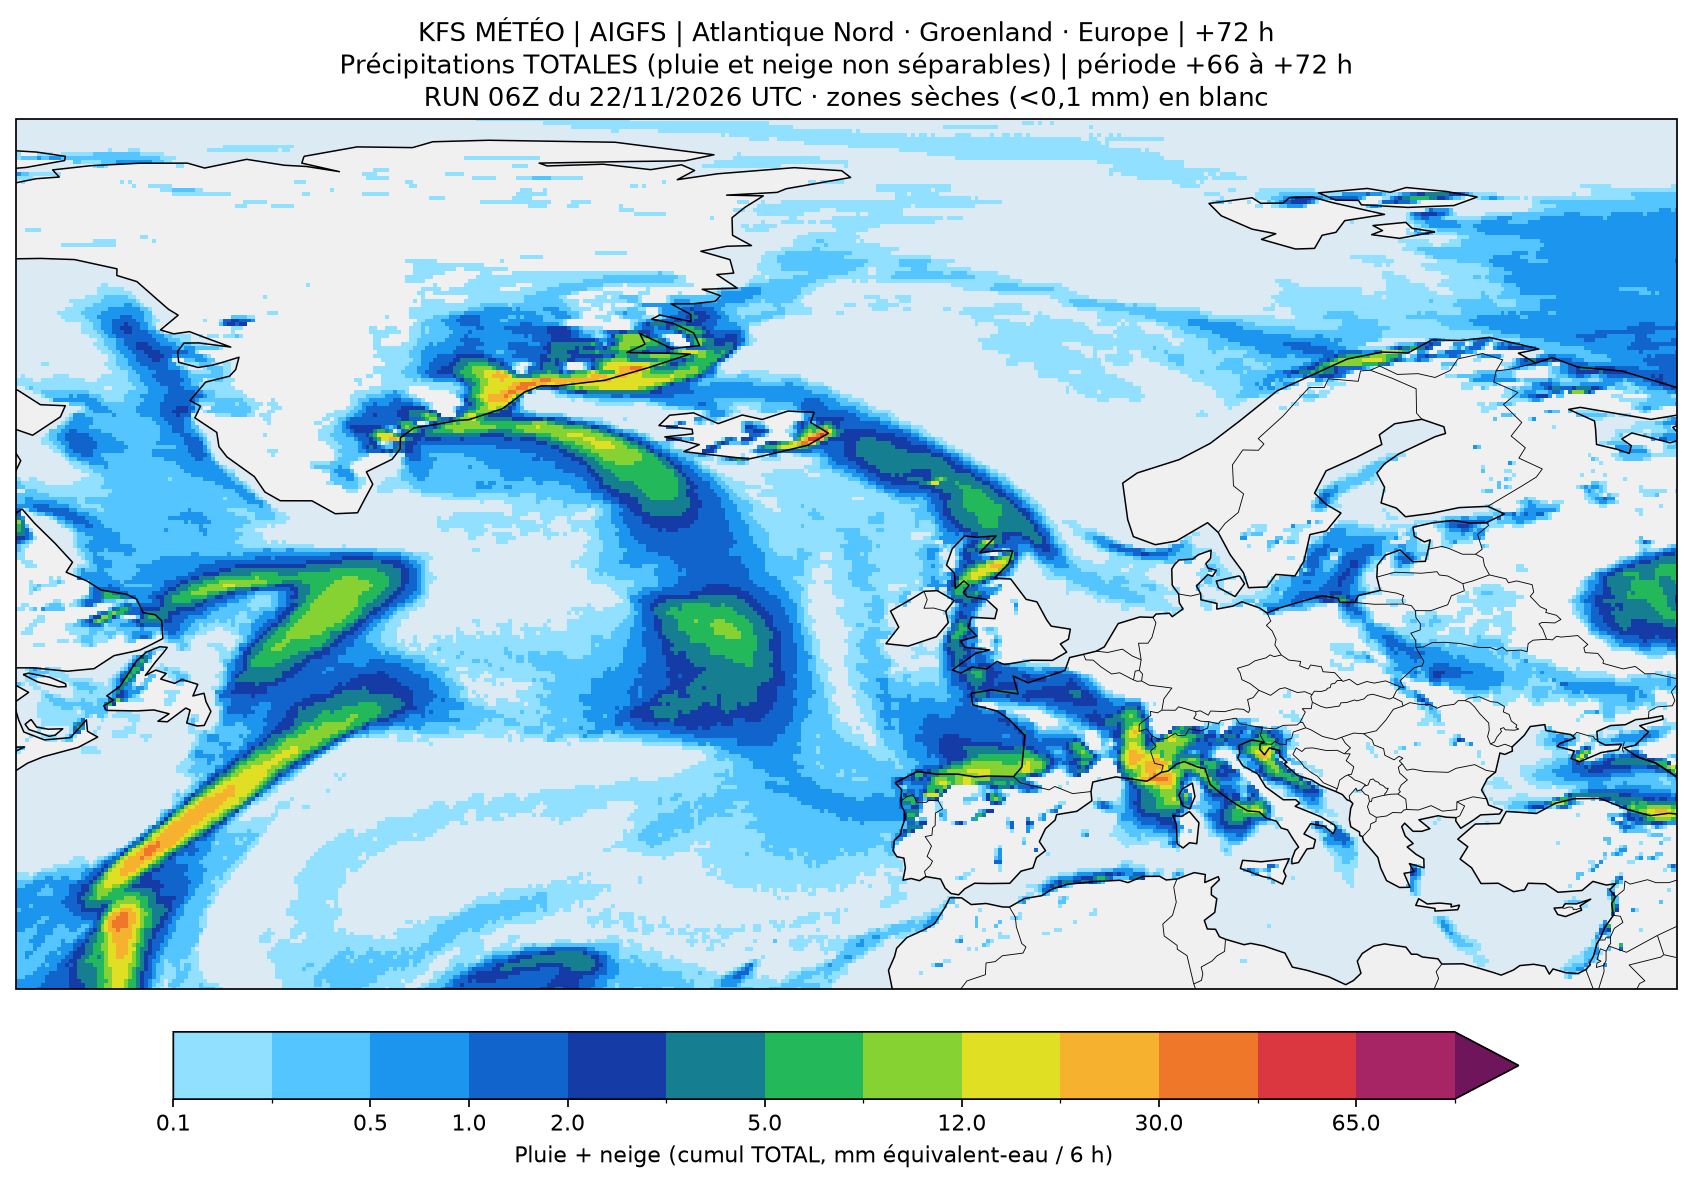 KFS MÉTÉO | AIGFS | Atlantique Nord · Groenland · Europe | +72 h
Précipitations TOTALES (pluie et neige non séparables) | période +66 à +72 h
RUN 06Z du 22/11/2026 UTC · zones sèches (<0,1 mm) en blanc
0.1 0.5 1.0 2.0 5.0 12.0 30.0 65.0
Pluie + neige (cumul TOTAL, mm équivalent-eau / 6 h)